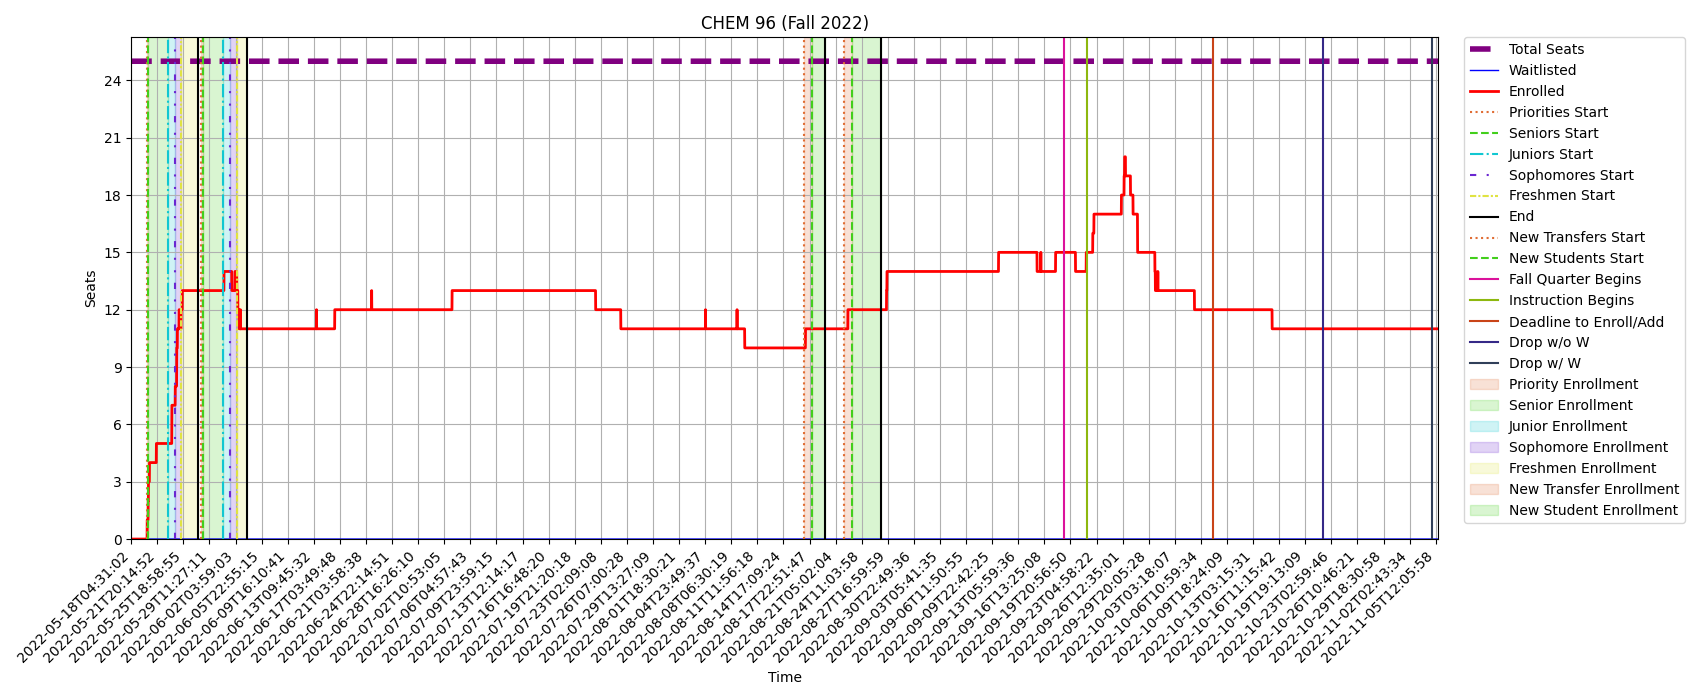 CHEM 96 (Fall 2022)
Seats
24
21
18
15
12
9
6
3
0
2022-05-18T04:31:02
2022-05-21T20:14:52
2022-05-25T18:58:55
2022-05-29T11:27:11
2022-06-02T03:59:03
2022-06-05T22:55:15
2022-06-09T16:10:41
2022-06-13T09:45:32
2022-06-17T03:49:48
2022-06-21T03:58:38
2022-06-24T22:14:51
2022-06-28T16:26:10
2022-07-02T10:53:05
2022-07-06T04:57:43
2022-07-09T23:59:15
2022-07-13T12:14:17
2022-07-16T16:48:20
2022-07-19T21:20:18
2022-07-23T02:09:08
2022-07-26T07:00:28
2022-07-29T13:27:09
2022-08-01T18:30:21
2022-08-04T23:49:37
2022-08-08T06:30:19
2022-08-11T11:56:18
2022-08-14T17:09:24
2022-08-17T22:51:47
2022-08-21T05:02:04
2022-08-24T11:03:58
2022-08-27T16:59:59
2022-08-30T22:49:36
2022-09-03T05:41:35
2022-09-06T11:50:55
2022-09-09T22:42:25
2022-09-13T05:59:36
2022-09-16T13:25:08
2022-09-19T20:56:50
2022-09-23T04:58:22
2022-09-26T12:35:01
2022-09-29T20:05:28
2022-10-03T03:18:07
2022-10-06T10:59:34
2022-10-09T18:24:09
2022-10-13T03:15:31
2022-10-16T11:15:42
2022-10-19T19:13:09
2022-10-23T02:59:46
2022-10-26T10:46:21
2022-10-29T18:30:58
2022-11-02T02:43:34
2022-11-05T12:05:58
Time
Total Seats
Waitlisted
Enrolled
Priorities Start
Seniors Start
Juniors Start
Sophomores Start
Freshmen Start
End
New Transfers Start
New Students Start
Fall Quarter Begins
Instruction Begins
Deadline to Enroll/Add
Drop w/o W
Drop w/ W
Priority Enrollment
Senior Enrollment
Junior Enrollment
Sophomore Enrollment
Freshmen Enrollment
New Transfer Enrollment
New Student Enrollment